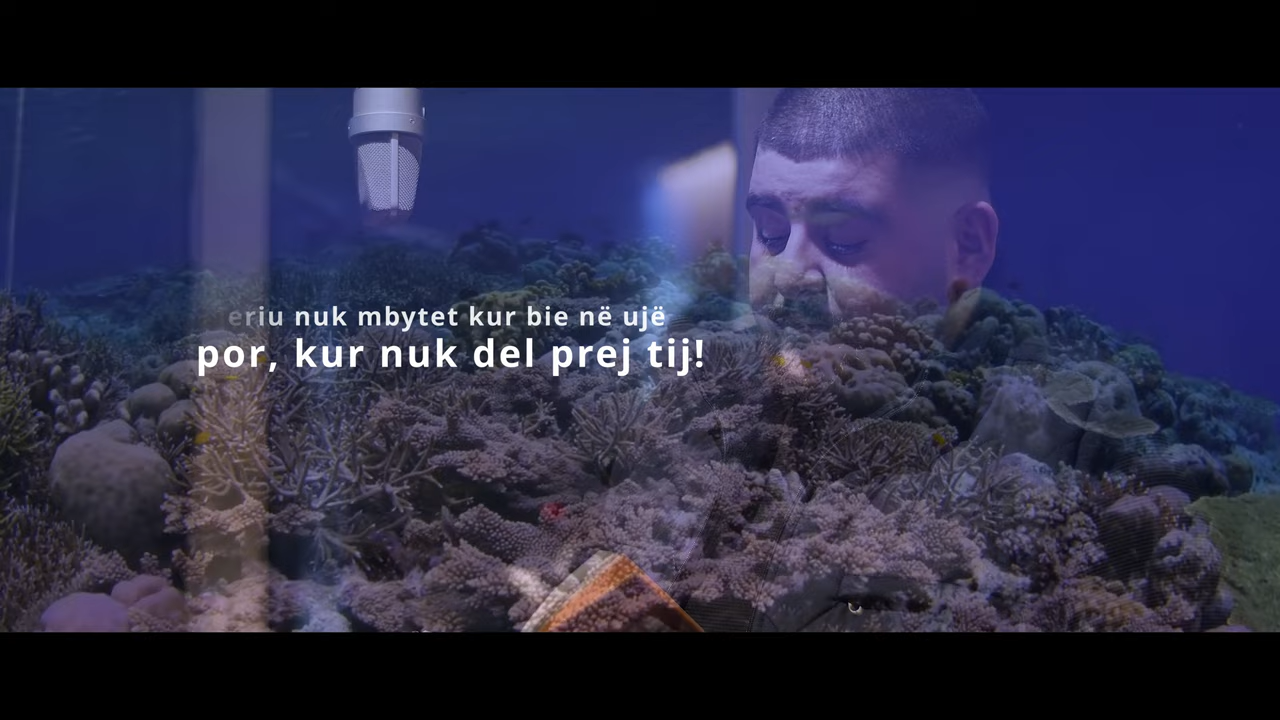 eriu nuk mbytet kur bie në ujë
por, kur nuk del prej tij!